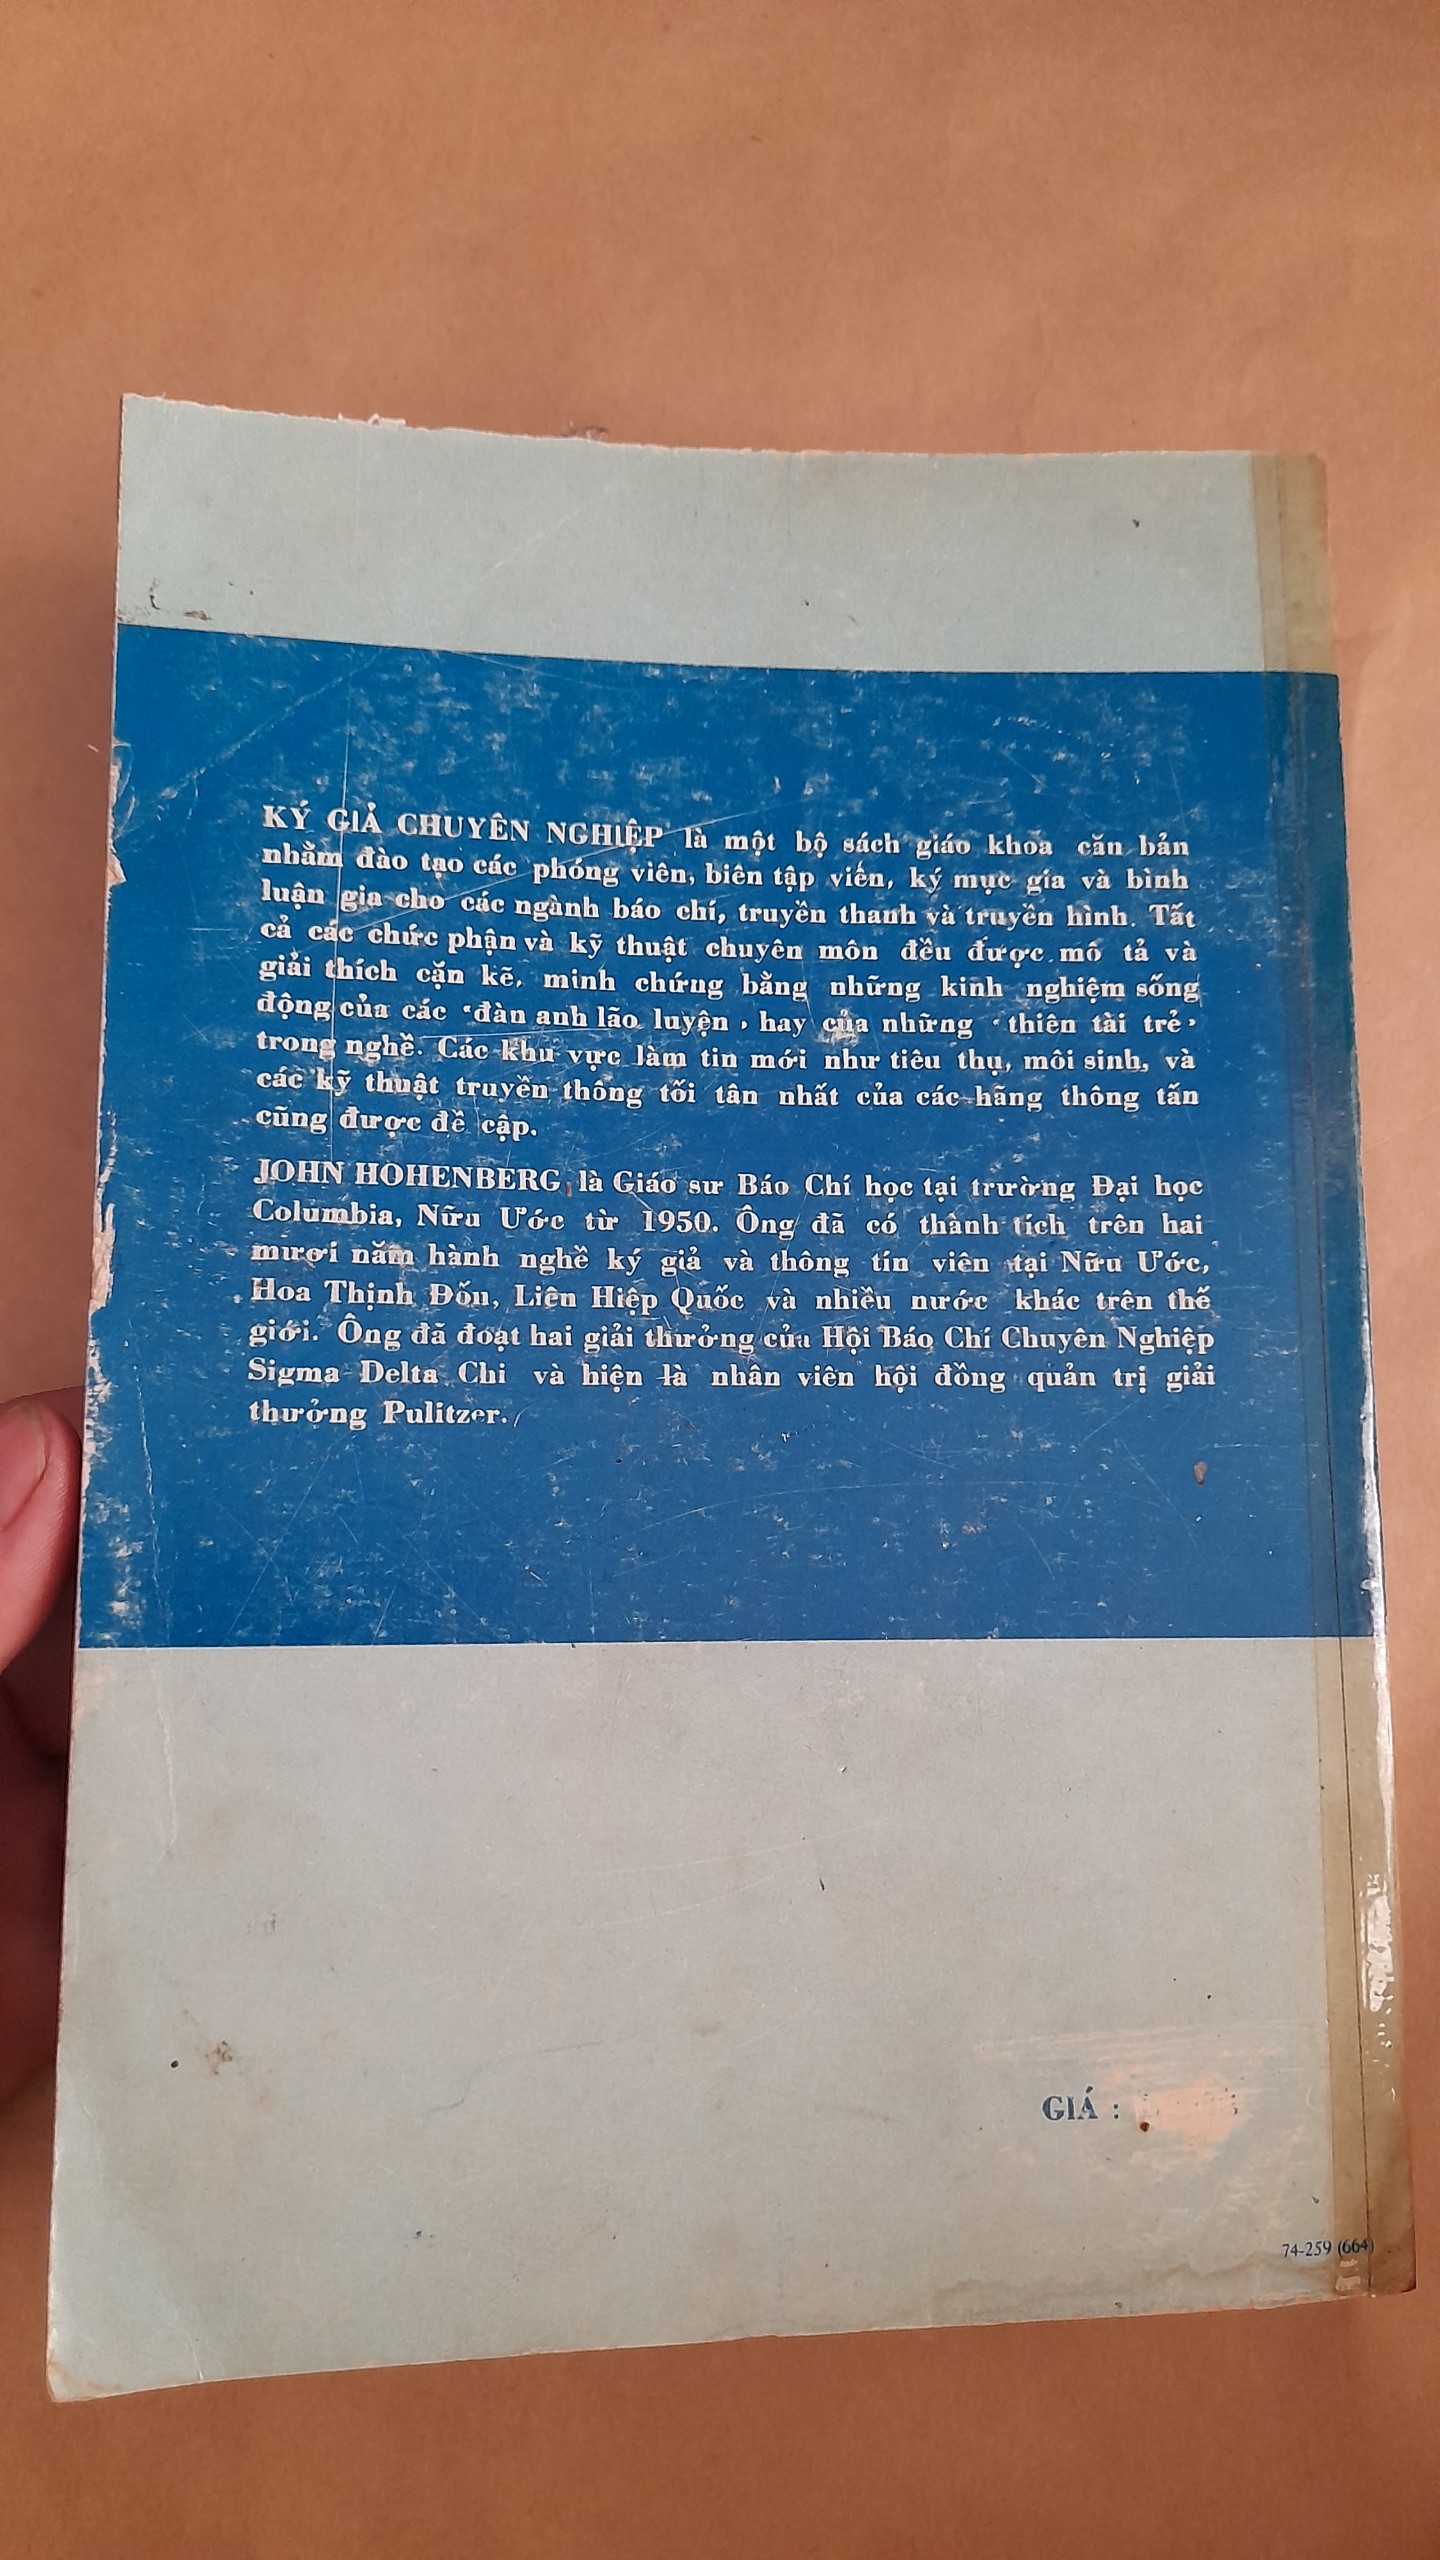 KÝ GIẢ CHUYÊN NGHIỆP là một bộ sách giáo khoa căn bản
nhằm đào tạo các phóng viên, biên tập viên, ký mục gia và bình
luận gia cho các ngành báo chí, truyền thanh và truyền hình. Tất
cả các chức phận và kỹ thuật chuyên môn đều được mô tả và
giải thích cặn kẽ, minh chứng bằng những kinh nghiệm sống
động của các "đàn anh lão luyện" hay của những "thiên tài trẻ"
trong nghề. Các khu vực làm tin mới như tiêu thụ, môi sinh, và
các kỹ thuật truyền thông tối tân nhất của các hãng thông tấn
cũng được đề cập.
JOHN HOHENBERG là Giáo sư Báo Chí học tại trường Đại học
Columbia, Nữu Ước từ 1950. Ông đã có thành tích trên hai
mươi năm hành nghề ký giả và thông tín viên tại Nữu Ước,
Hoa Thịnh Đốn, Liên Hiệp Quốc và nhiều nước khác trên thế
giới. Ông đã đoạt hai giải thưởng của Hội Báo Chí Chuyên Nghiệp
Sigma Delta Chi và hiện là nhân viên hội đồng quản trị giải
thưởng Pulitzer.
GIÁ :
74-259 (664)